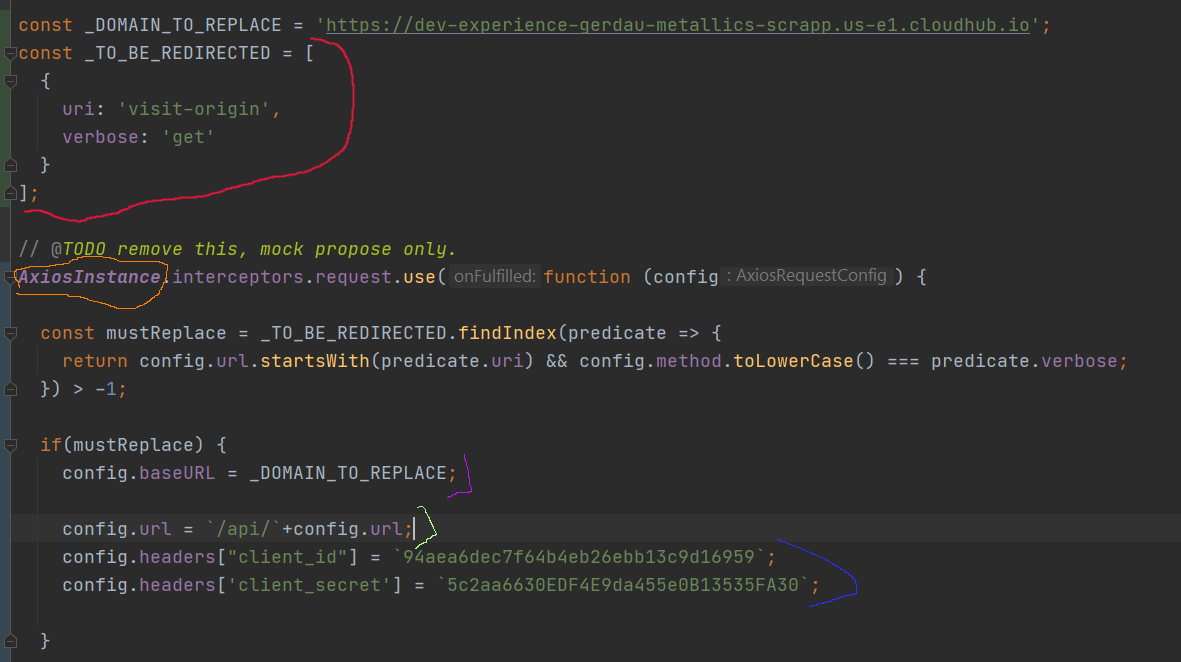 const _DOMAIN_TO_REPLACE = 'https://dev-experience-gerdau-metallics-scrapp.us-e1.cloudhub.io';
const _TO_BE_REDIRECTED = [
  {
    uri: 'visit-origin',
    verbose: 'get'
  }
];
// @TODO remove this, mock propose only.
AxiosInstance.interceptors.request.use( onFulfilled: function (config : AxiosRequestConfig ) {
  const mustReplace = _TO_BE_REDIRECTED.findIndex(predicate => {
    return config.url.startsWith(predicate.uri) && config.method.toLowerCase() === predicate.verbose;
  }) > -1;
  if(mustReplace) {
    config.baseURL = _DOMAIN_TO_REPLACE;
    config.url = `/api/`+config.url;
    config.headers["client_id"] = `94aea6dec7f64b4eb26ebb13c9d16959`;
    config.headers['client_secret'] = `5c2aa6630EDF4E9da455e0B13535FA30`;
  }